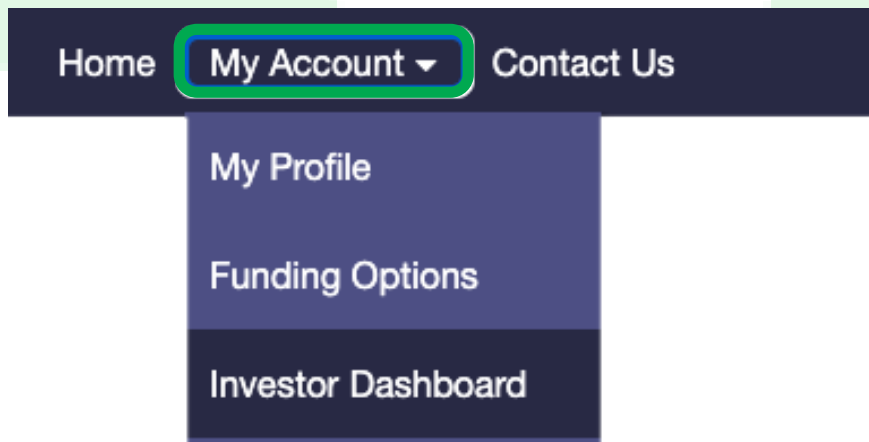 Home My Account Contact Us
My Profile
Funding Options
Investor Dashboard